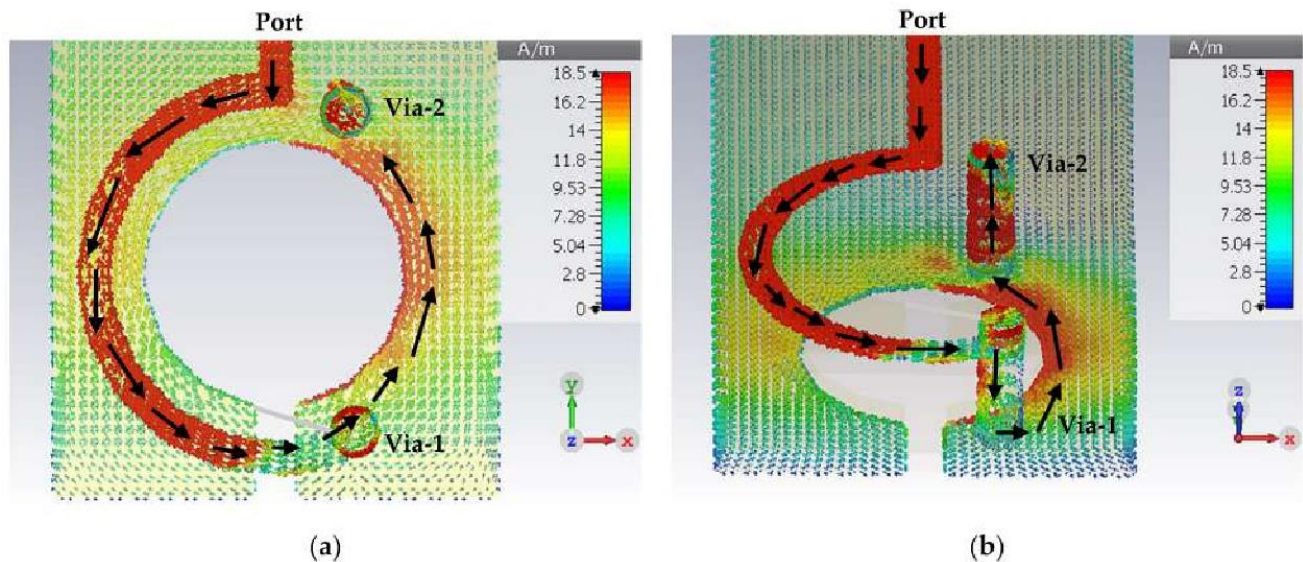 Port
A/m
18.5
16.2
14
11.8
9.53
7.28
5.04
2.8
0
Via-2
Via-1
y
z
x
(a)
Port
A/m
18.5
16.2
14
11.8
9.53
7.28
5.04
2.8
0
Via-2
Via-1
z
x
(b)